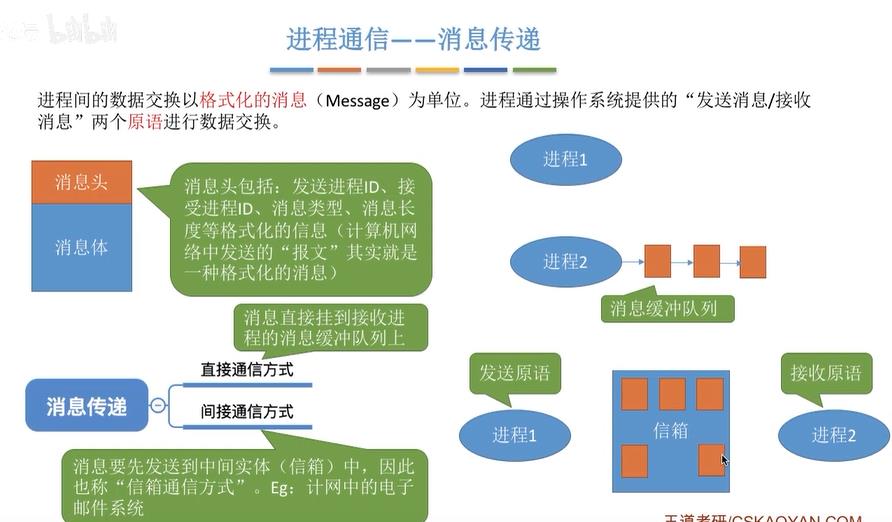 bilibili
进程通信——消息传递
进程间的数据交换以格式化的消息（Message）为单位。进程通过操作系统提供的“发送消息/接收
消息”两个原语进行数据交换。
消息头
消息体
消息头包括：发送进程ID、接
受进程ID、消息类型、消息长
度等格式化的信息（计算机网
络中发送的“报文”其实就是
一种格式化的消息）
进程1
进程2
消息缓冲队列
消息直接挂到接收进
程的消息缓冲队列上
直接通信方式
消息传递
间接通信方式
消息要先发送到中间实体（信箱）中，因此
也称“信箱通信方式”。Eg：计网中的电子
邮件系统
发送原语
进程1
信箱
接收原语
进程2
王道考研/CSKAOYAN.COM